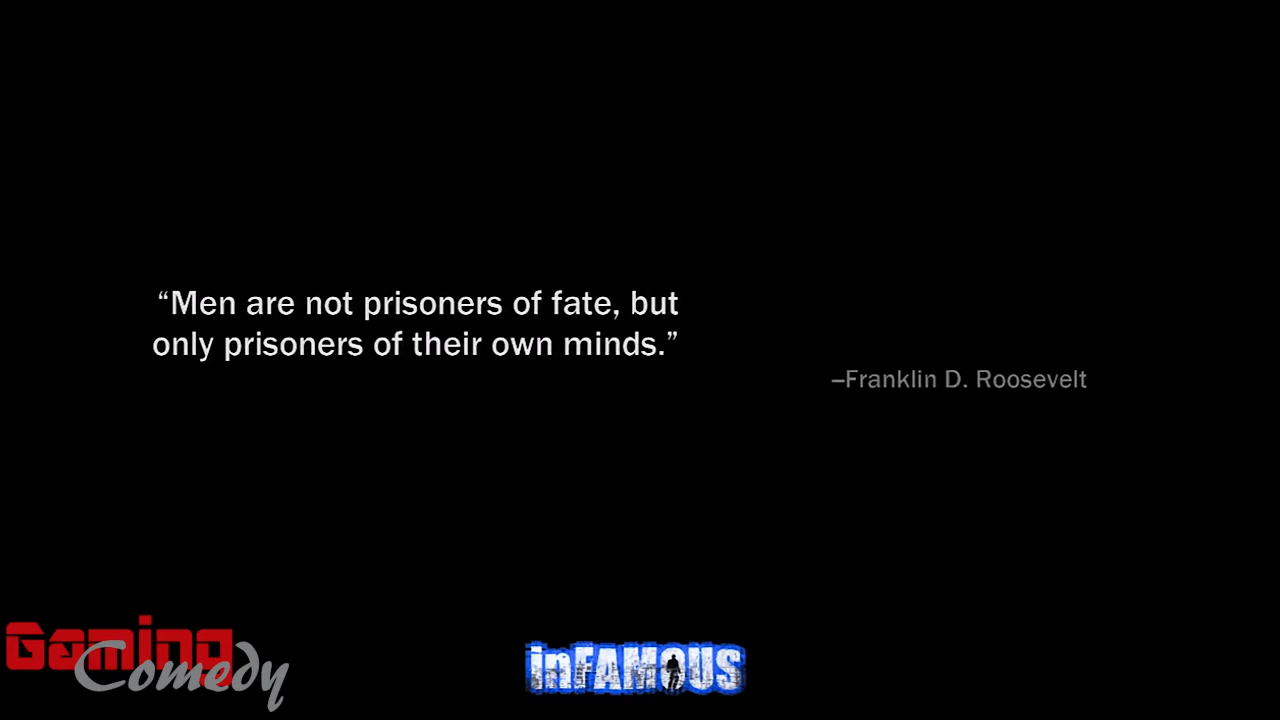 “Men are not prisoners of fate, but
only prisoners of their own minds.”
–Franklin D. Roosevelt
Gaming
Comedy
inFAMOUS